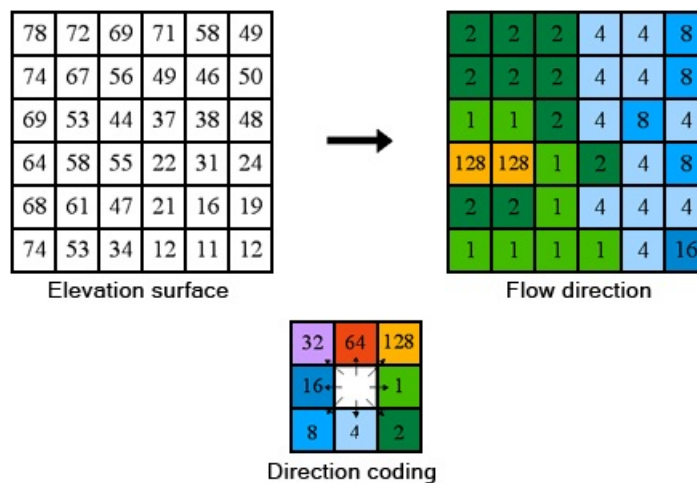 78 72 69 71 58 49 2 2 2 4 4 8
74 67 56 49 46 50 2 2 2 4 4 8
69 53 44 37 38 48 1 1 2 4 8 4
64 58 55 22 31 24 128 128 1 2 4 8
68 61 47 21 16 19 2 2 1 4 4 4
74 53 34 12 11 12 1 1 1 1 4 16
Elevation surface Flow direction
32 64 128
16 1
8 4 2
Direction coding